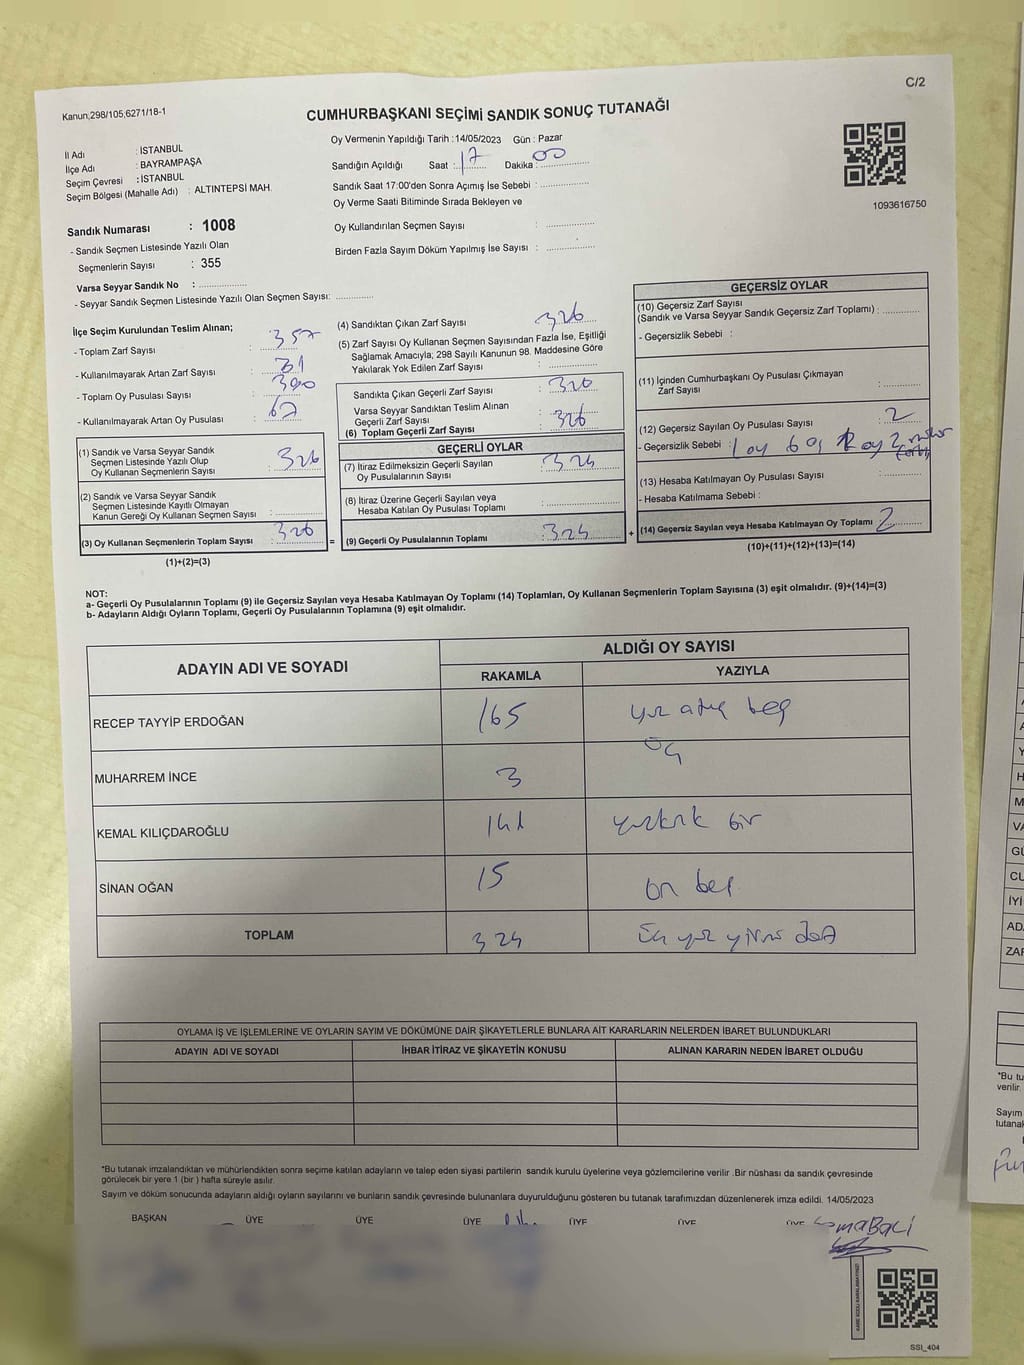 C/2
Kanun;298/105;6271/18-1
CUMHURBAŞKANI SEÇİMİ SANDIK SONUÇ TUTANAĞI
İl Adı : İSTANBUL
İlçe Adı : BAYRAMPAŞA
Seçim Çevresi : İSTANBUL
Seçim Bölgesi (Mahalle Adı) : ALTINTEPSİ MAH.
Oy Vermenin Yapıldığı Tarih :14/05/2023 Gün : Pazar
Sandığın Açıldığı Saat : 17 Dakika : 00
Sandık Saat 17:00'den Sonra Açımış İse Sebebi :
Oy Verme Saati Bitiminde Sırada Bekleyen ve
Oy Kullandırılan Seçmen Sayısı :
Birden Fazla Sayım Döküm Yapılmış İse Sayısı :
1093616750
Sandık Numarası : 1008
- Sandık Seçmen Listesinde Yazılı Olan
Seçmenlerin Sayısı : 355
Varsa Seyyar Sandık No :
- Seyyar Sandık Seçmen Listesinde Yazılı Olan Seçmen Sayısı:
İlçe Seçim Kurulundan Teslim Alınan;
- Toplam Zarf Sayısı : 357
- Kullanılmayarak Artan Zarf Sayısı : 31
- Toplam Oy Pusulası Sayısı : 390
- Kullanılmayarak Artan Oy Pusulası : 67
(1) Sandık ve Varsa Seyyar Sandık
Seçmen Listesinde Yazılı Olup
Oy Kullanan Seçmenlerin Sayısı : 326
(2) Sandık ve Varsa Seyyar Sandık
Seçmen Listesinde Kayıtlı Olmayan
Kanun Gereği Oy Kullanan Seçmen Sayısı :
(3) Oy Kullanan Seçmenlerin Toplam Sayısı : 326
(1)+(2)=(3)
(4) Sandıktan Çıkan Zarf Sayısı : 326
(5) Zarf Sayısı Oy Kullanan Seçmen Sayısından Fazla İse, Eşitliği
Sağlamak Amacıyla; 298 Sayılı Kanunun 98. Maddesine Göre
Yakılarak Yok Edilen Zarf Sayısı :
Sandıkta Çıkan Geçerli Zarf Sayısı : 326
Varsa Seyyar Sandıktan Teslim Alınan
Geçerli Zarf Sayısı :
(6) Toplam Geçerli Zarf Sayısı 326
GEÇERLİ OYLAR
(7) İtiraz Edilmeksizin Geçerli Sayılan
Oy Pusulalarının Sayısı : 324
(8) İtiraz Üzerine Geçerli Sayılan veya
Hesaba Katılan Oy Pusulası Toplamı :
= (9) Geçerli Oy Pusulalarının Toplamı : 324 +
GEÇERSİZ OYLAR
(10) Geçersiz Zarf Sayısı
(Sandık ve Varsa Seyyar Sandık Geçersiz Zarf Toplamı) :
- Geçersizlik Sebebi :
(11) İçinden Cumhurbaşkanı Oy Pusulası Çıkmayan
Zarf Sayısı :
(12) Geçersiz Sayılan Oy Pusulası Sayısı : 2
- Geçersizlik Sebebi : 1 oy boş 1 oy 2
(13) Hesaba Katılmayan Oy Pusulası Sayısı :
- Hesaba Katılmama Sebebi :
(14) Geçersiz Sayılan veya Hesaba Katılmayan Oy Toplamı : 2
(10)+(11)+(12)+(13)=(14)
NOT:
a- Geçerli Oy Pusulalarının Toplamı (9) ile Geçersiz Sayılan veya Hesaba Katılmayan Oy Toplamı (14) Toplamları, Oy Kullanan Seçmenlerin Toplam Sayısına (3) eşit olmalıdır. (9)+(14)=(3)
b- Adayların Aldığı Oyların Toplamı, Geçerli Oy Pusulalarının Toplamına (9) eşit olmalıdır.
ADAYIN ADI VE SOYADI ALDIĞI OY SAYISI
RAKAMLA YAZIYLA
RECEP TAYYİP ERDOĞAN 165 yüz atmış beş
MUHARREM İNCE 3 üç
KEMAL KILIÇDAROĞLU 141 yüzkırk bir
SİNAN OĞAN 15 on beş
TOPLAM 324 üç yüz yirmi dört
OYLAMA İŞ VE İŞLEMLERİNE VE OYLARIN SAYIM VE DÖKÜMÜNE DAİR ŞİKAYETLERLE BUNLARA AİT KARARLARIN NELERDEN İBARET BULUNDUKLARI
ADAYIN ADI VE SOYADI İHBAR İTİRAZ VE ŞİKAYETİN KONUSU ALINAN KARARIN NEDEN İBARET OLDUĞU
*Bu tutanak imzalandıktan ve mühürlendikten sonra seçime katılan adayların ve talep eden siyasi partilerin sandık kurulu üyelerine veya gözlemcilerine verilir .Bir nüshası da sandık çevresinde
görülecek bir yere 1 (bir ) hafta süreyle asılır.
Sayım ve döküm sonucunda adayların aldığı oyların sayılarını ve bunların sandık çevresinde bulunanlara duyurulduğunu gösteren bu tutanak tarafımızdan düzenlenerek imza edildi. 14/05/2023
BAŞKAN ÜYE ÜYE ÜYE ÜYE ÜYE ÜYE
SSI_404
*Bu tu
verilir
Sayım
tutanak